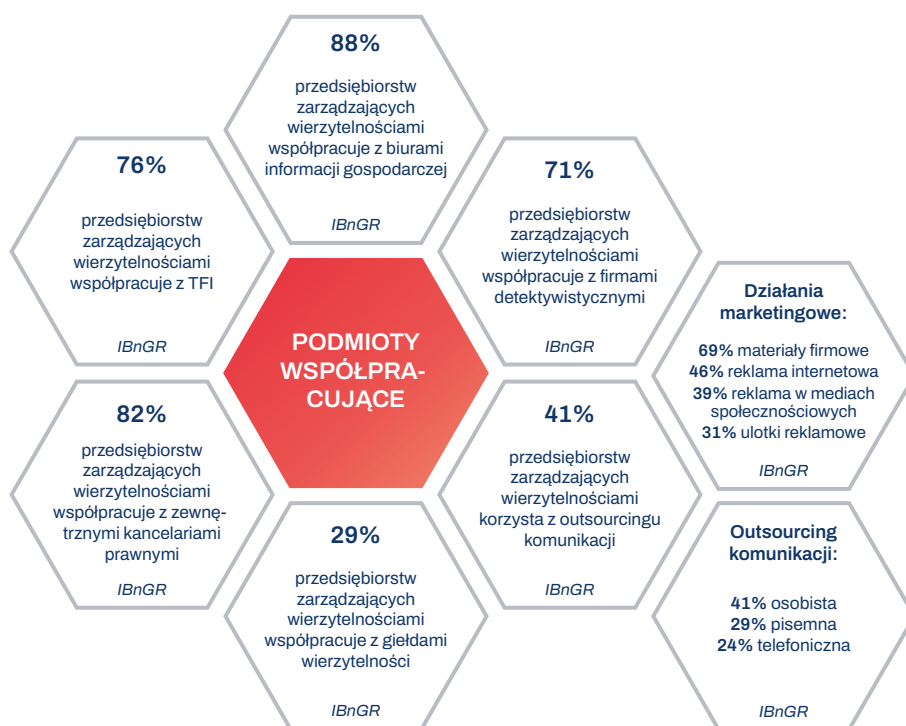 88%
przedsiębiorstw
zarządzających
wierzytelnościami
współpracuje z biurami
informacji gospodarczej
IBnGR
76%
przedsiębiorstw
zarządzających
wierzytelnościami
współpracuje z TFI
IBnGR
71%
przedsiębiorstw
zarządzających
wierzytelnościami
współpracuje z firmami
detektywistycznymi
IBnGR
PODMIOTY
WSPÓŁPRA-
CUJĄCE
Działania
marketingowe:
69% materiały firmowe
46% reklama internetowa
39% reklama w mediach
społecznościowych
31% ulotki reklamowe
IBnGR
82%
przedsiębiorstw
zarządzających
wierzytelnościami
współpracuje z zewnę-
trznymi kancelariami
prawnymi
IBnGR
41%
przedsiębiorstw
zarządzających
wierzytelnościami
korzysta z outsourcingu
komunikacji
IBnGR
29%
przedsiębiorstw
zarządzających
wierzytelnościami
współpracuje z giełdami
wierzytelności
IBnGR
Outsourcing
komunikacji:
41% osobista
29% pisemna
24% telefoniczna
IBnGR